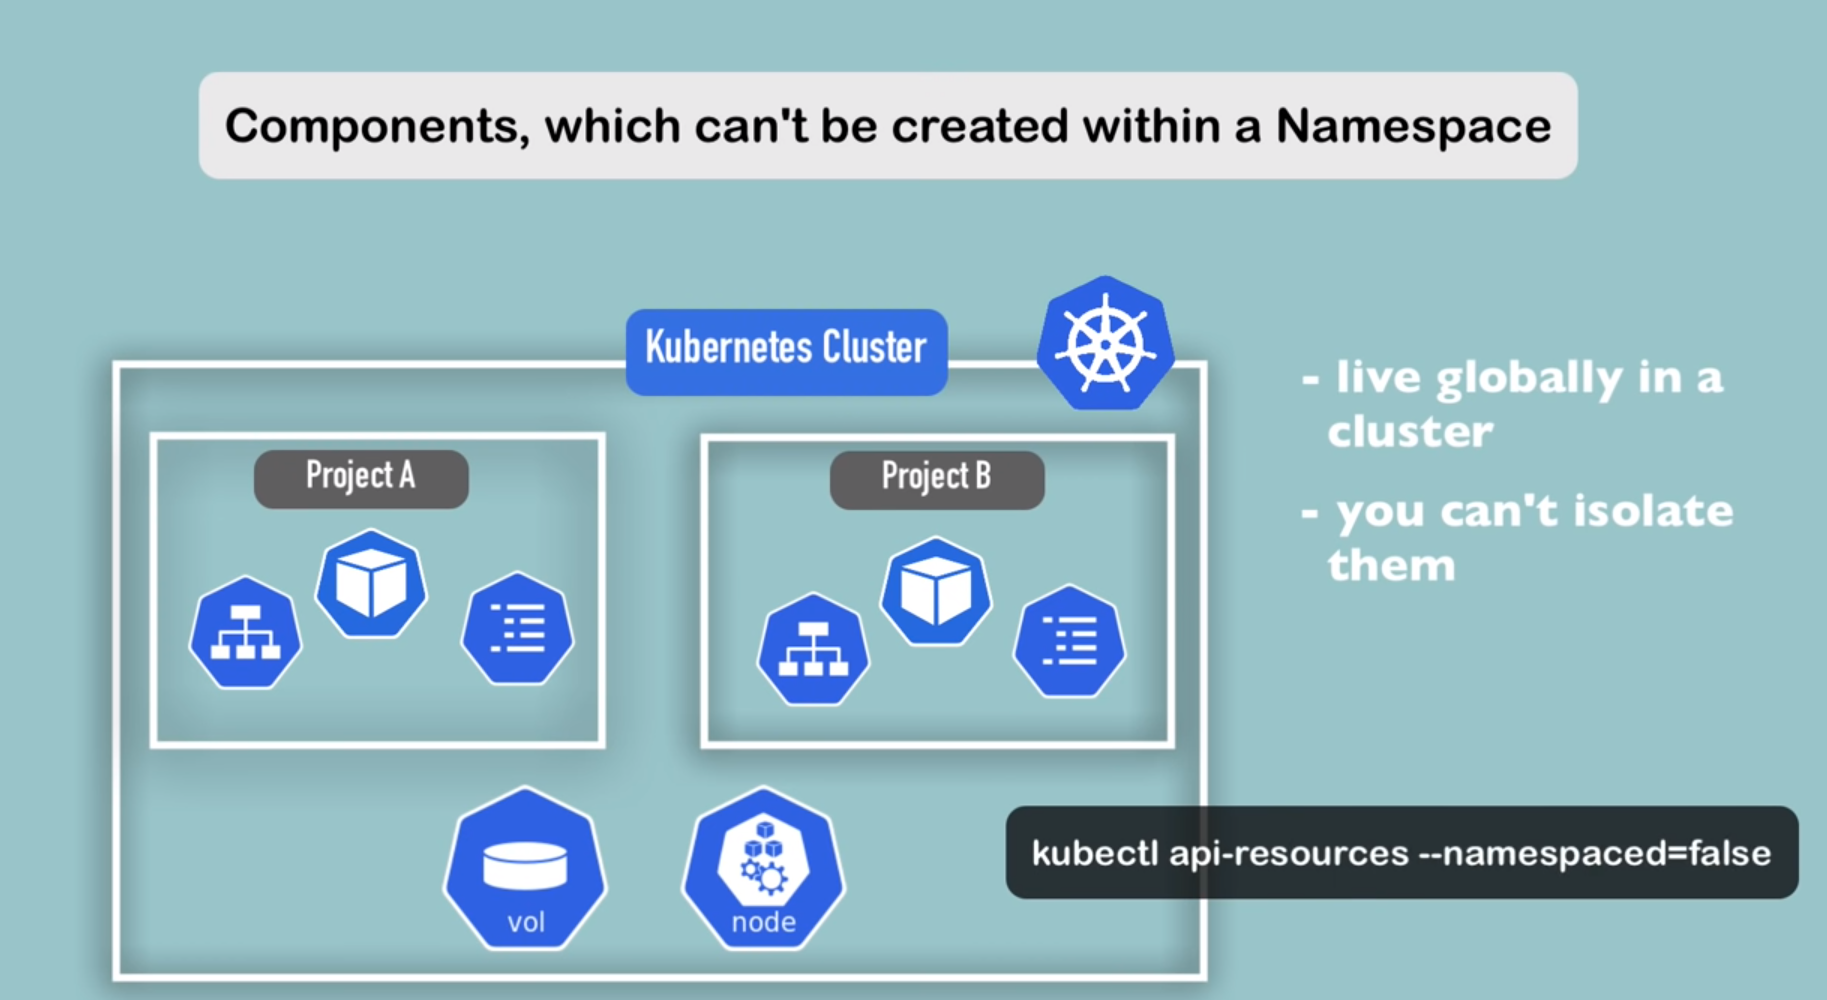 Components, which can't be created within a Namespace
Kubernetes Cluster
Project A
Project B
vol
node
- live globally in a
cluster
- you can't isolate
them
kubectl api-resources --namespaced=false